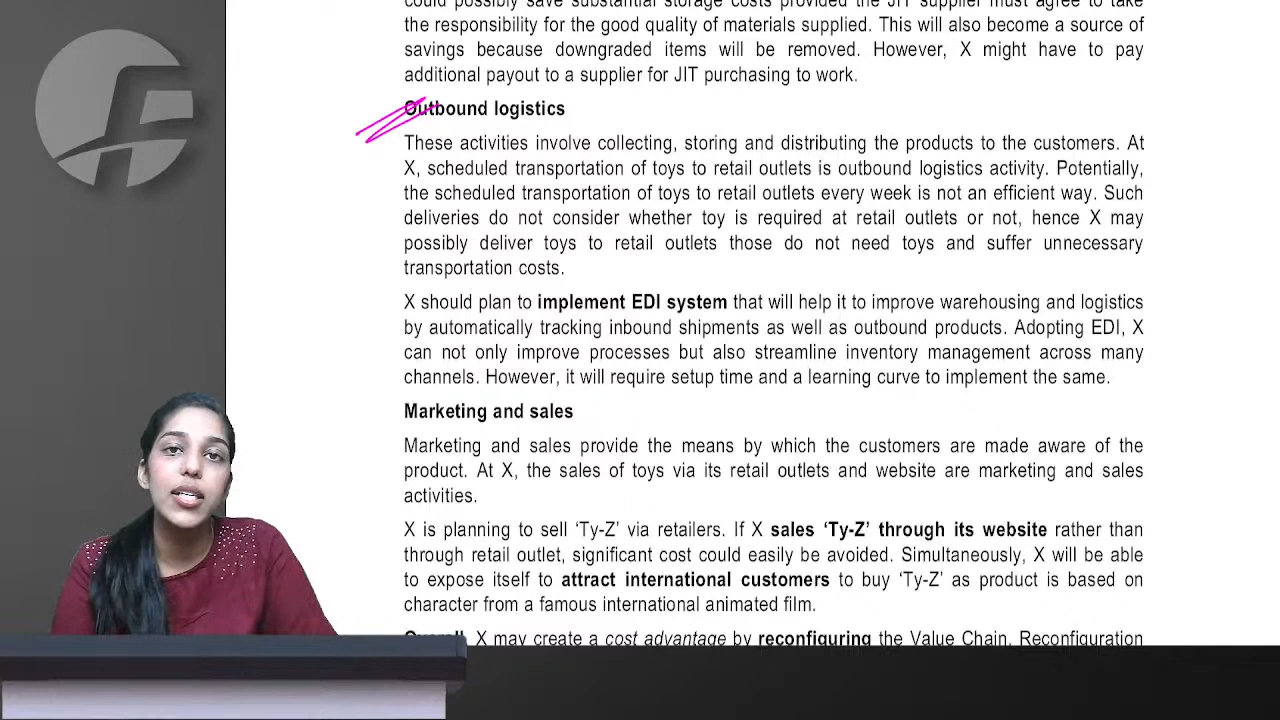 could possibly save substantial storage costs provided the JIT supplier must agree to take
the responsibility for the good quality of materials supplied. This will also become a source of
savings because downgraded items will be removed. However, X might have to pay
additional payout to a supplier for JIT purchasing to work.
Outbound logistics
These activities involve collecting, storing and distributing the products to the customers. At
X, scheduled transportation of toys to retail outlets is outbound logistics activity. Potentially,
the scheduled transportation of toys to retail outlets every week is not an efficient way. Such
deliveries do not consider whether toy is required at retail outlets or not, hence X may
possibly deliver toys to retail outlets those do not need toys and suffer unnecessary
transportation costs.
X should plan to implement EDI system that will help it to improve warehousing and logistics
by automatically tracking inbound shipments as well as outbound products. Adopting EDI, X
can not only improve processes but also streamline inventory management across many
channels. However, it will require setup time and a learning curve to implement the same.
Marketing and sales
Marketing and sales provide the means by which the customers are made aware of the
product. At X, the sales of toys via its retail outlets and website are marketing and sales
activities.
X is planning to sell ‘Ty-Z’ via retailers. If X sales ‘Ty-Z’ through its website rather than
through retail outlet, significant cost could easily be avoided. Simultaneously, X will be able
to expose itself to attract international customers to buy ‘Ty-Z’ as product is based on
character from a famous international animated film.
Overall, X may create a cost advantage by reconfiguring the Value Chain. Reconfiguration